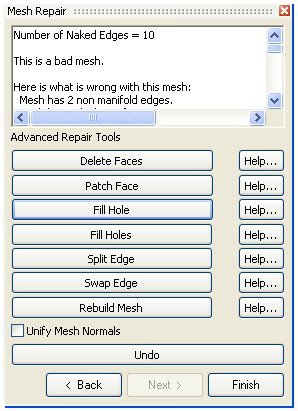 Mesh Repair
Number of Naked Edges = 10
This is a bad mesh.
Here is what is wrong with this mesh:
Mesh has 2 non manifold edges.
Advanced Repair Tools
Delete Faces Help...
Patch Face Help...
Fill Hole Help...
Fill Holes Help...
Split Edge Help...
Swap Edge Help...
Rebuild Mesh Help...
Unify Mesh Normals
Undo
< Back Next > Finish